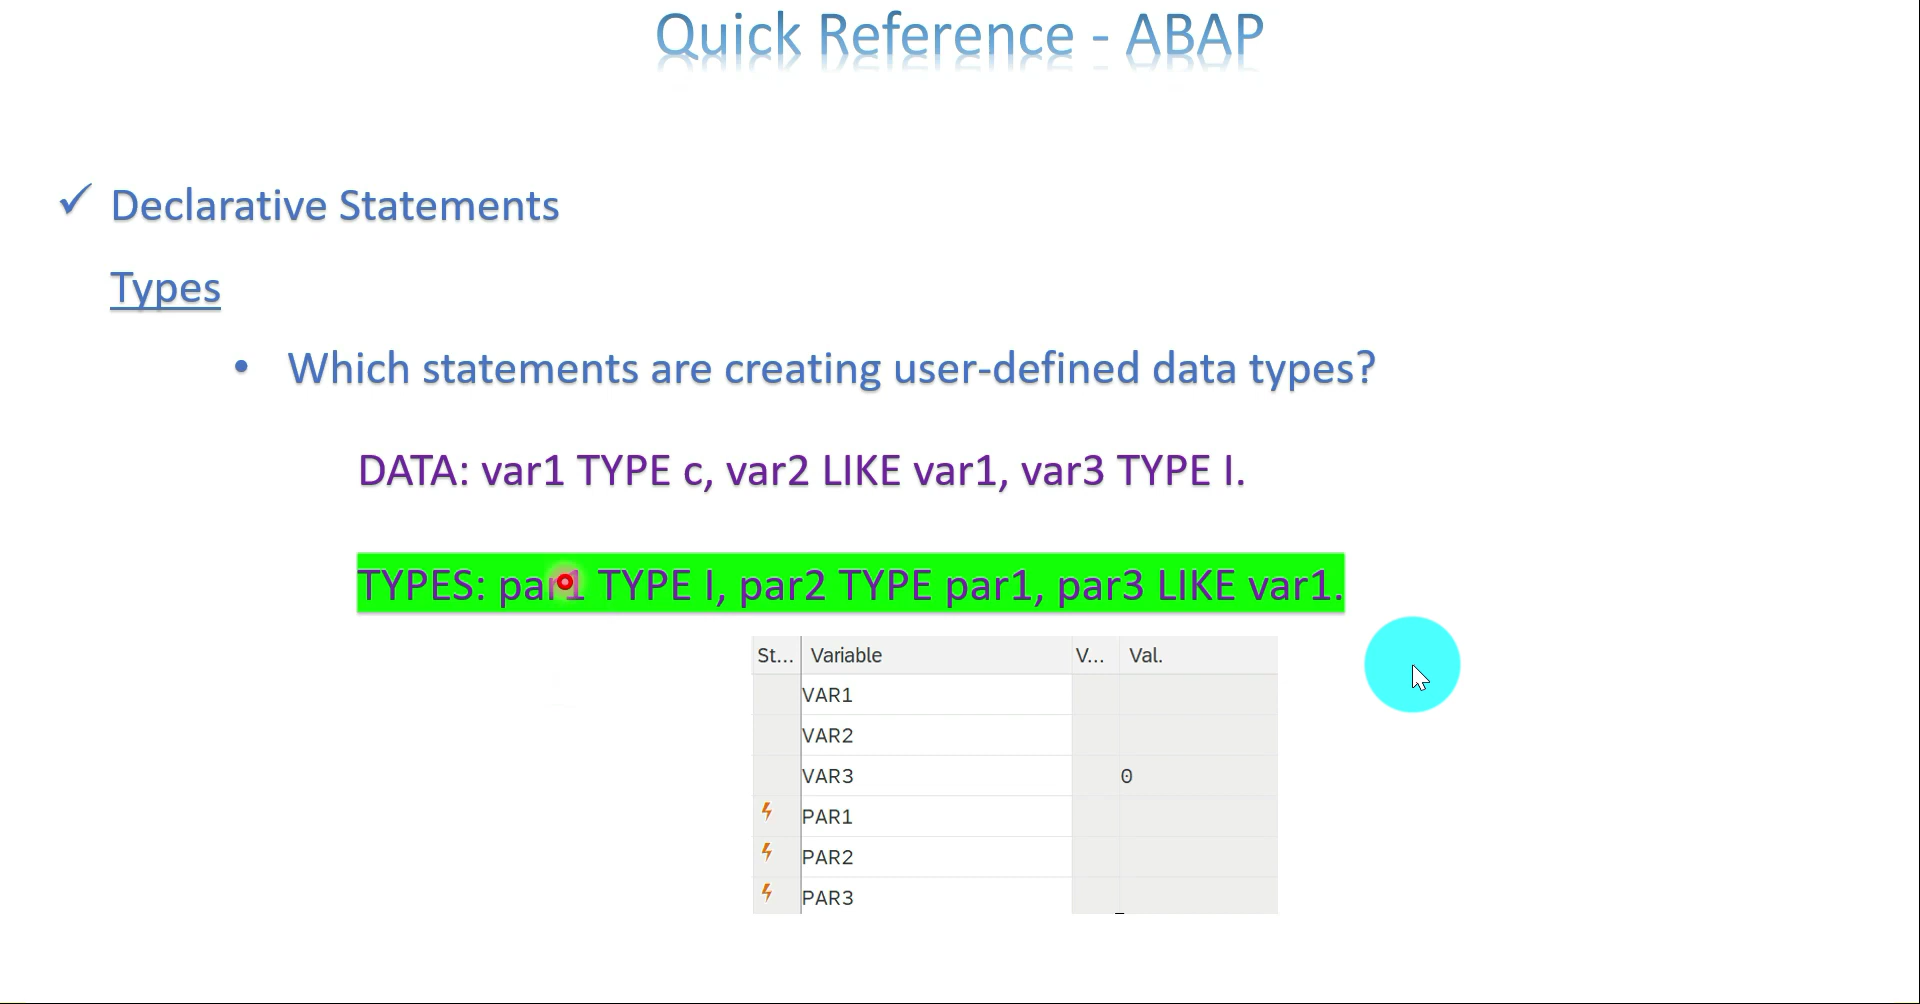 Quick Reference - ABAP
✓ Declarative Statements
Types
• Which statements are creating user-defined data types?
DATA: var1 TYPE c, var2 LIKE var1, var3 TYPE I.
TYPES: par1 TYPE I, par2 TYPE par1, par3 LIKE var1.
St... Variable V... Val.
VAR1
VAR2
VAR3 0
PAR1
PAR2
PAR3